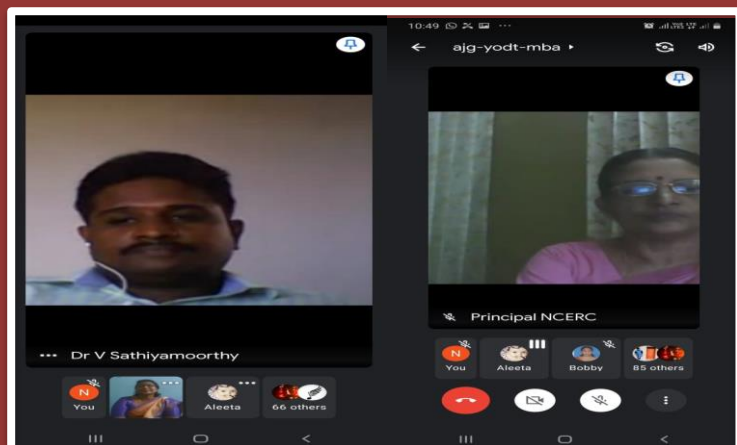 Dr V Sathiyamoorthy
N
You
Aleeta
66 others
10:49
ajg-yodt-mba
Principal NCERC
N
You
Aleeta
Bobby
85 others